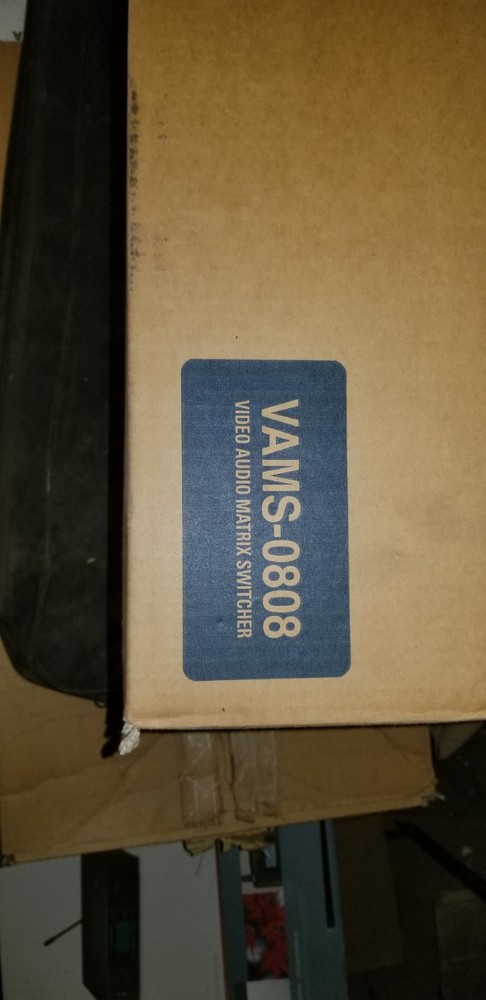 VAMS-0808
VIDEO AUDIO MATRIX SWITCHER